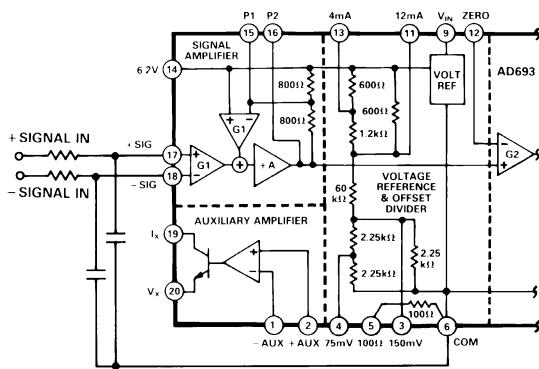 P1 P2 4mA 12mA VIN ZERO
15 16 13 11 9 12
SIGNAL
AMPLIFIER
AD693
6 2V 14
800Ω
600Ω
VOLT
REF
+
−
G1
800Ω
600Ω
1.2kΩ
+ SIGNAL IN
+ SIG
17
+
−
G1
+
+ A
−
+
G2
− SIGNAL IN
− SIG
18
60
kΩ
VOLTAGE
REFERENCE
& OFFSET
DIVIDER
AUXILIARY AMPLIFIER
IX
19
2.25kΩ
2.25
kΩ
2.25kΩ
+
−
VX
20
100Ω
1 2 4 5 3 6
− AUX + AUX 75mV 100Ω 150mV COM